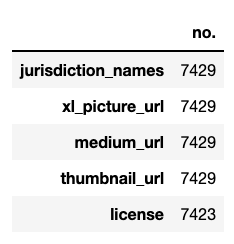 no.
jurisdiction_names 7429
xl_picture_url 7429
medium_url 7429
thumbnail_url 7429
license 7423